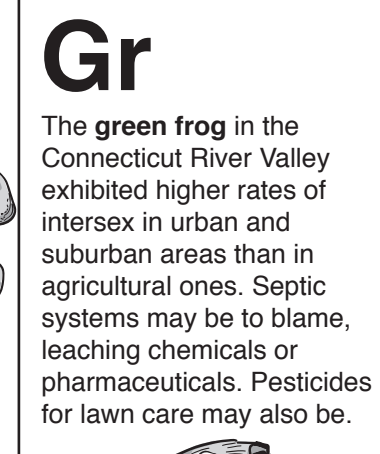 Gr
The green frog in the
Connecticut River Valley
exhibited higher rates of
intersex in urban and
suburban areas than in
agricultural ones. Septic
systems may be to blame,
leaching chemicals or
pharmaceuticals. Pesticides
for lawn care may also be.